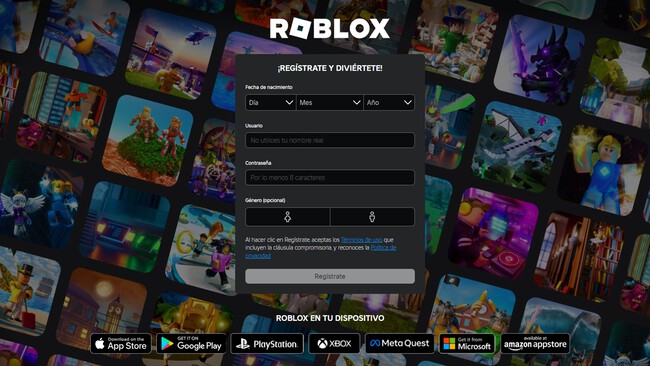 ROBLOX
¡REGÍSTRATE Y DIVIÉRTETE!
Fecha de nacimiento
Día Mes Año
Usuario
No utilices tu nombre real
Contraseña
Por lo menos 8 caracteres
Género (opcional)
Al hacer clic en Regístrate aceptas los Términos de uso, que
incluyen la cláusula compromisoria, y reconoces la Política de
privacidad
Regístrate
ROBLOX EN TU DISPOSITIVO
Download on the
App Store
GET IT ON
Google Play
PlayStation
XBOX
Meta Quest
Get it from
Microsoft
available at
amazon appstore